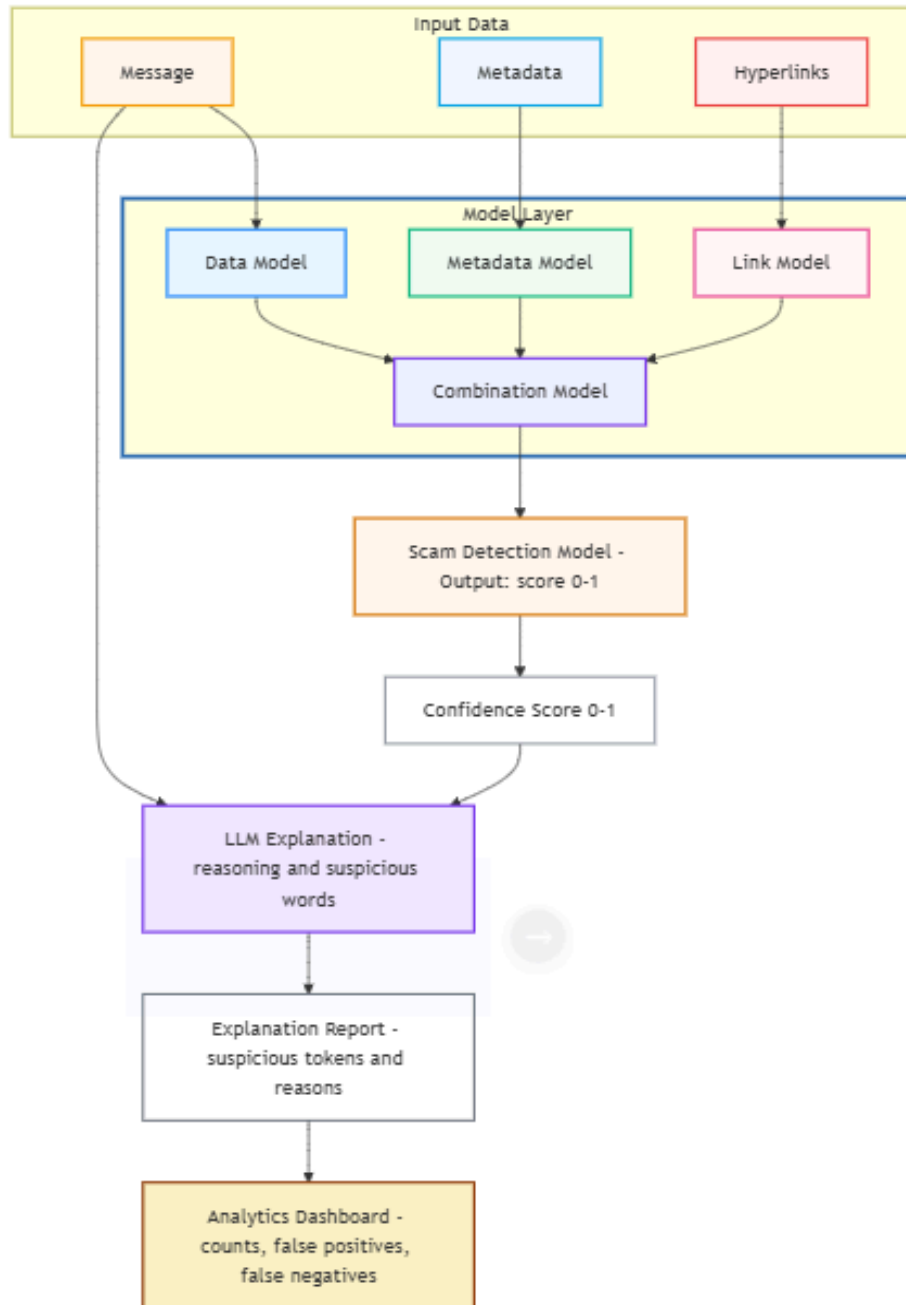 Input Data
Message
Metadata
Hyperlinks
Model Layer
Data Model
Metadata Model
Link Model
Combination Model
Scam Detection Model -
Output: score 0-1
Confidence Score 0-1
LLM Explanation -
reasoning and suspicious
words
Explanation Report -
suspicious tokens and
reasons
Analytics Dashboard -
counts, false positives,
false negatives